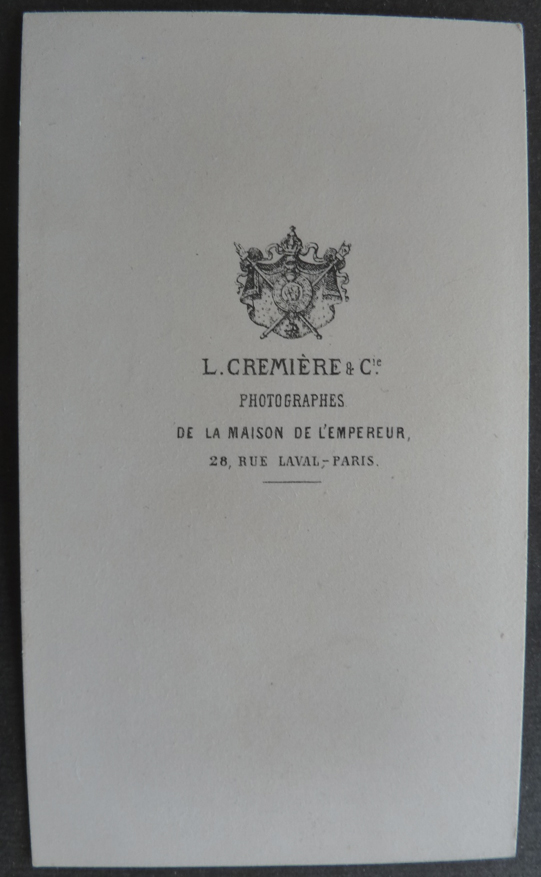 L. CREMIÈRE & Cie.
PHOTOGRAPHES
DE LA MAISON DE L'EMPEREUR,
28, RUE LAVAL,-PARIS.